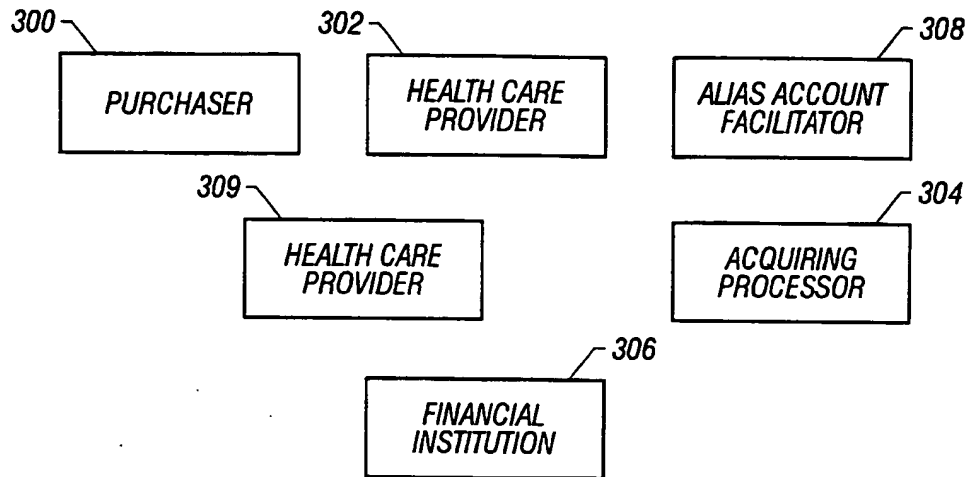 300
PURCHASER
302
HEALTH CARE
PROVIDER
308
ALIAS ACCOUNT
FACILITATOR
309
HEALTH CARE
PROVIDER
304
ACQUIRING
PROCESSOR
306
FINANCIAL
INSTITUTION